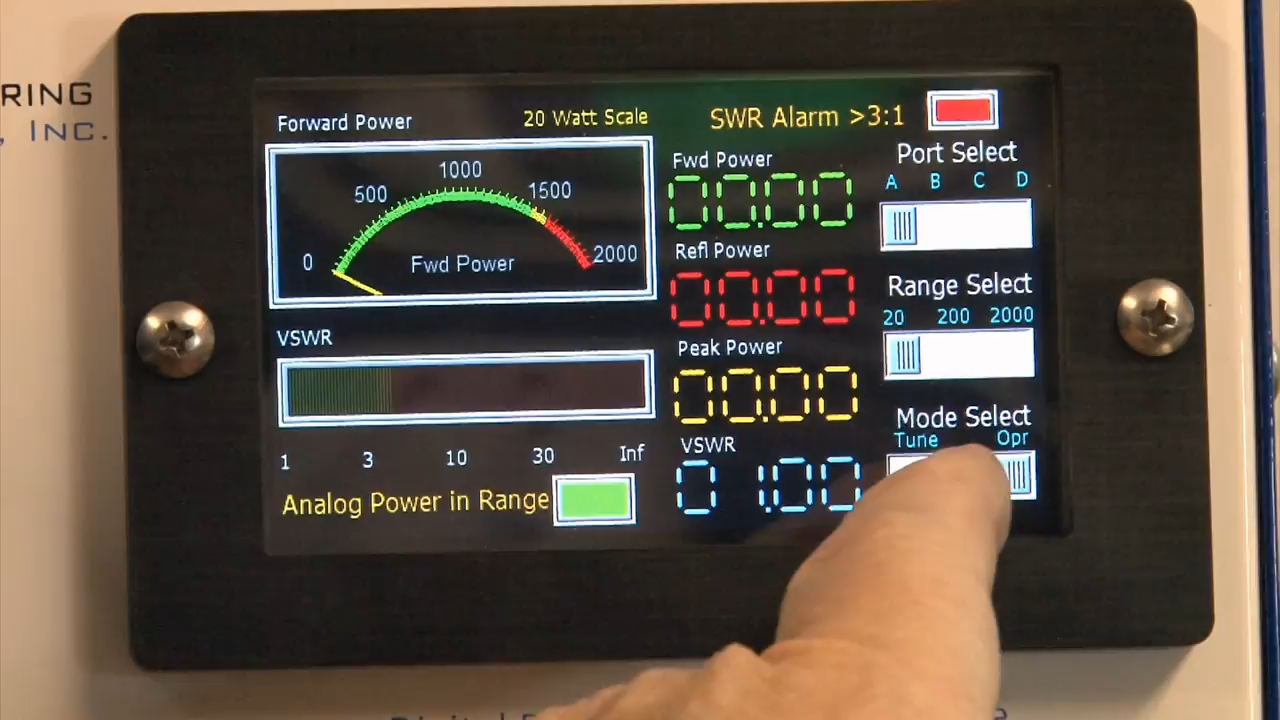 RING
, INC.
Forward Power
20 Watt Scale
SWR Alarm >3:1
0
500
1000
1500
2000
Fwd Power
Fwd Power
00.00
Refl Power
00.00
Peak Power
00.00
VSWR
01.00
Port Select
A B C D
Range Select
20 200 2000
Mode Select
Tune Opr
VSWR
1 3 10 30 Inf
Analog Power in Range
Digital